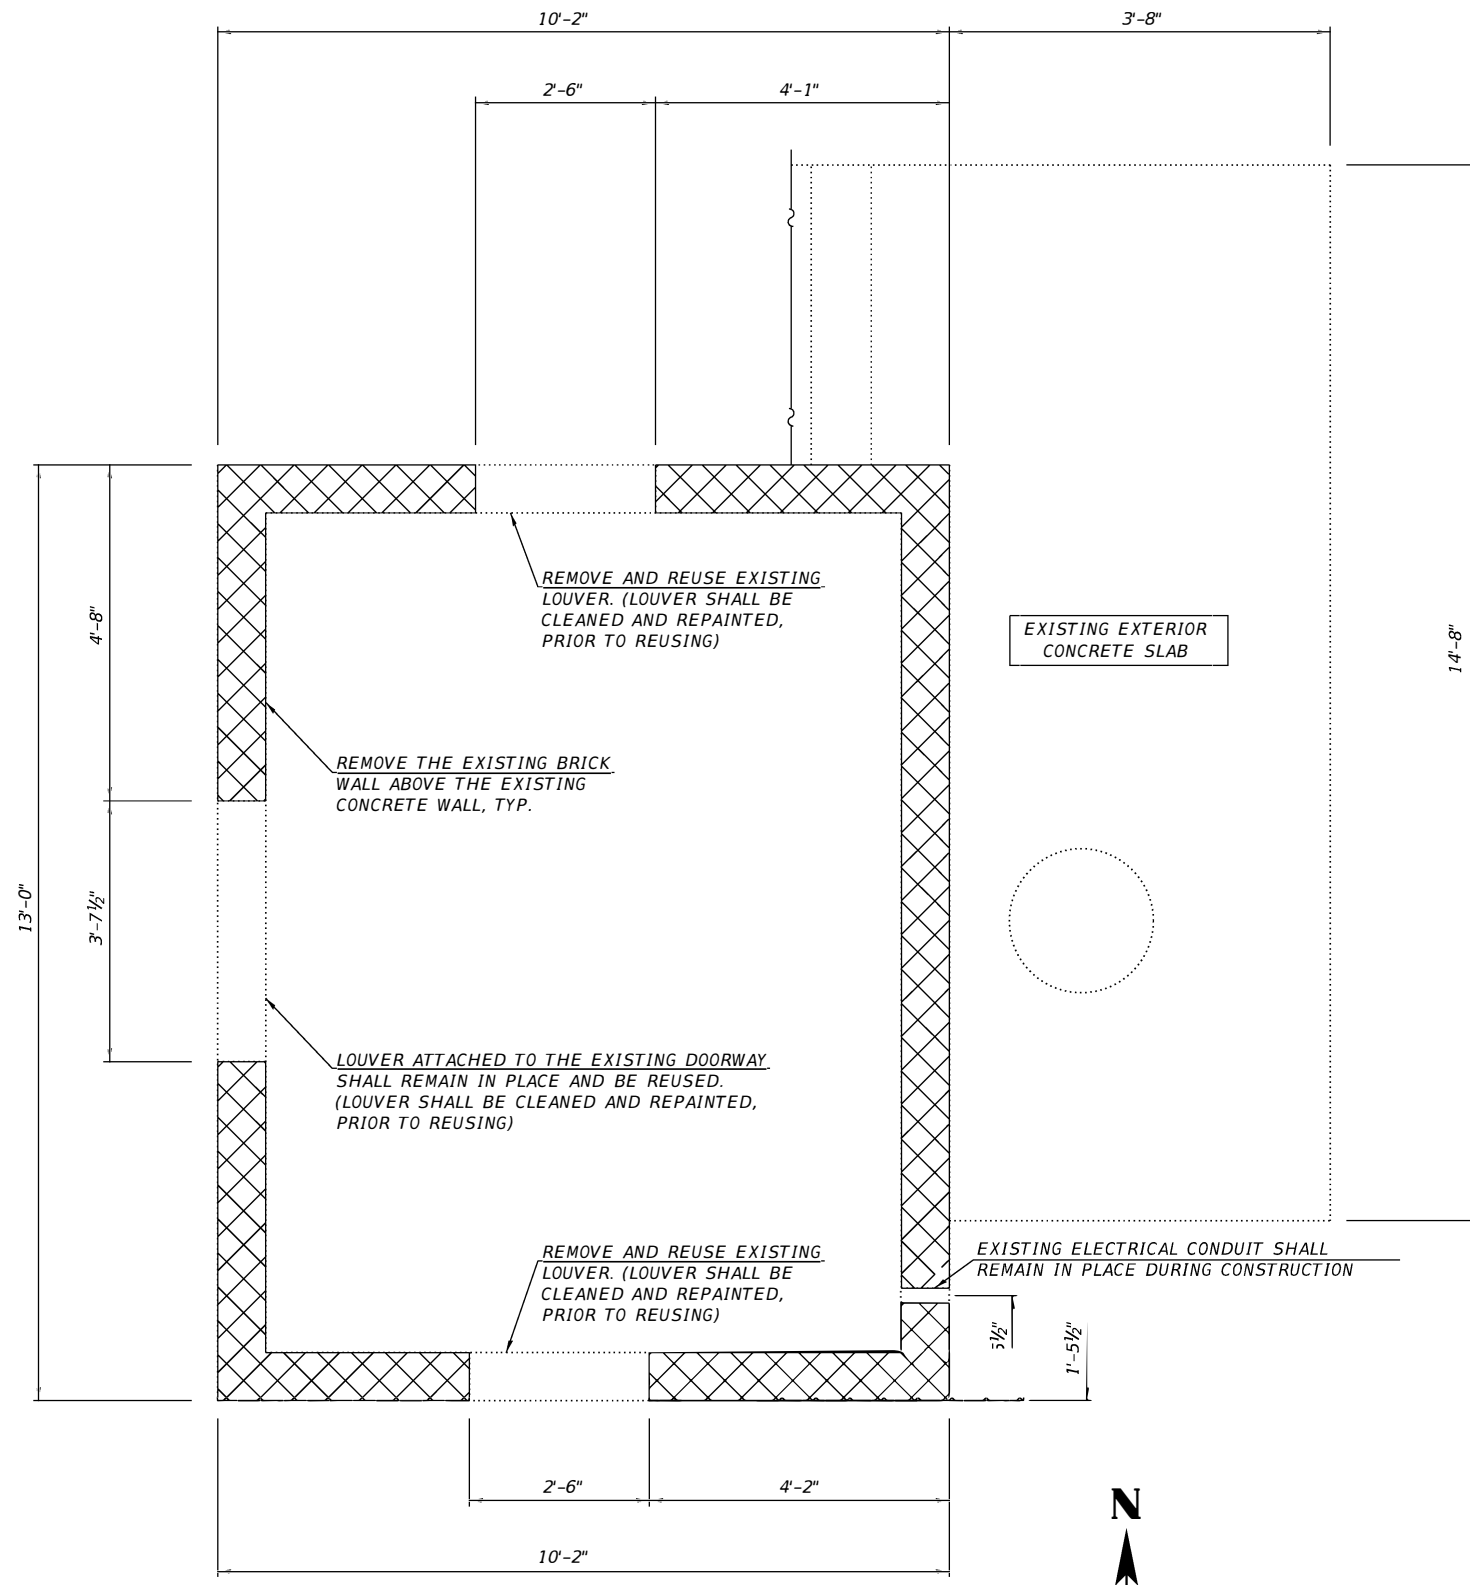 10'-2"
3'-8"
2'-6"
4'-1"
REMOVE AND REUSE EXISTING
LOUVER. (LOUVER SHALL BE
CLEANED AND REPAINTED,
PRIOR TO REUSING)
4'-8"
EXISTING EXTERIOR
CONCRETE SLAB
14'-8"
REMOVE THE EXISTING BRICK
WALL ABOVE THE EXISTING
CONCRETE WALL, TYP.
13'-0"
3'-7½"
LOUVER ATTACHED TO THE EXISTING DOORWAY
SHALL REMAIN IN PLACE AND BE REUSED.
(LOUVER SHALL BE CLEANED AND REPAINTED,
PRIOR TO REUSING)
REMOVE AND REUSE EXISTING
LOUVER. (LOUVER SHALL BE
CLEANED AND REPAINTED,
PRIOR TO REUSING)
EXISTING ELECTRICAL CONDUIT SHALL
REMAIN IN PLACE DURING CONSTRUCTION
1'-5½"
2'-6"
4'-2"
N
10'-2"